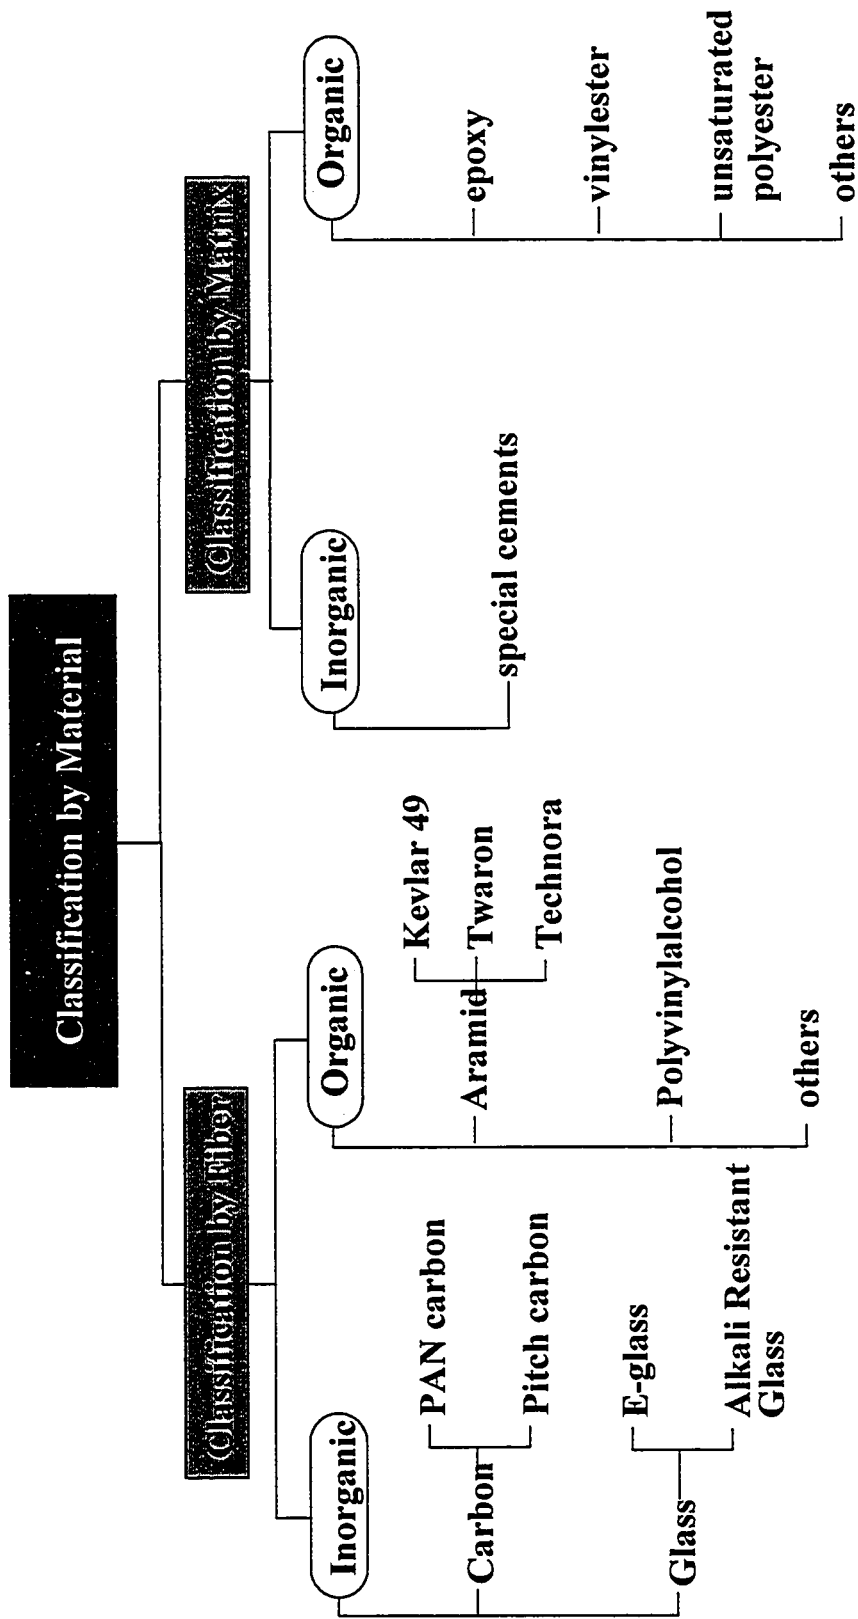 Classification by Material
Classification by Fiber
Classification by Matrix
Inorganic
Organic
Inorganic
Organic
Carbon
PAN carbon
Pitch carbon
Glass
E-glass
Alkali Resistant
Glass
Aramid
Kevlar 49
Twaron
Technora
Polyvinylalcohol
others
special cements
epoxy
vinylester
unsaturated
polyester
others